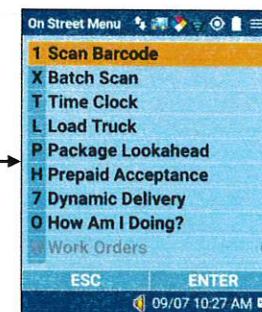 On Street Menu
1 Scan Barcode
X Batch Scan
T Time Clock
L Load Truck
P Package Lookahead
H Prepaid Acceptance
7 Dynamic Delivery
O How Am I Doing?
Work Orders
ESC ENTER
09/07 10:27 AM